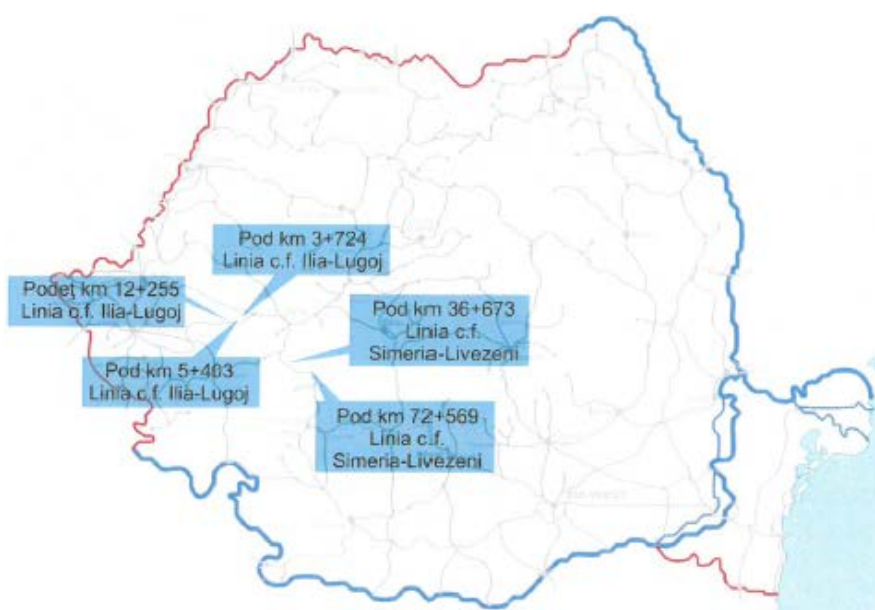 Pod km 3+724
Linia c.f. Ilia-Lugoj
Podeț km 12+255
Linia c.f. Ilia-Lugoj
Pod km 36+673
Linia c.f.
Simeria-Livezeni
Pod km 5+403
Linia c.f. Ilia-Lugoj
Pod km 72+569
Linia c.f.
Simeria-Livezeni